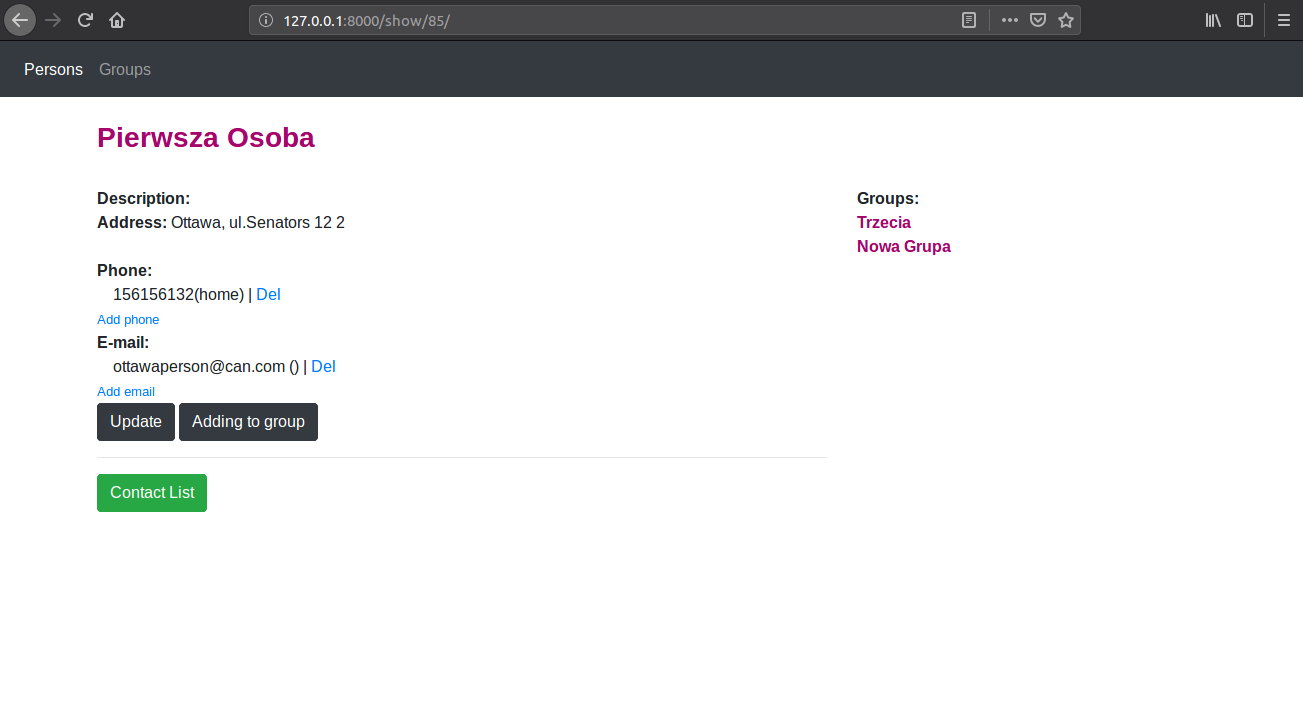 127.0.0.1:8000/show/85/
Persons Groups
Pierwsza Osoba
Description:
Address: Ottawa, ul.Senators 12 2
Phone:
156156132(home) | Del
Add phone
E-mail:
ottawaperson@can.com () | Del
Add email
Update Adding to group
Contact List
Groups:
Trzecia
Nowa Grupa